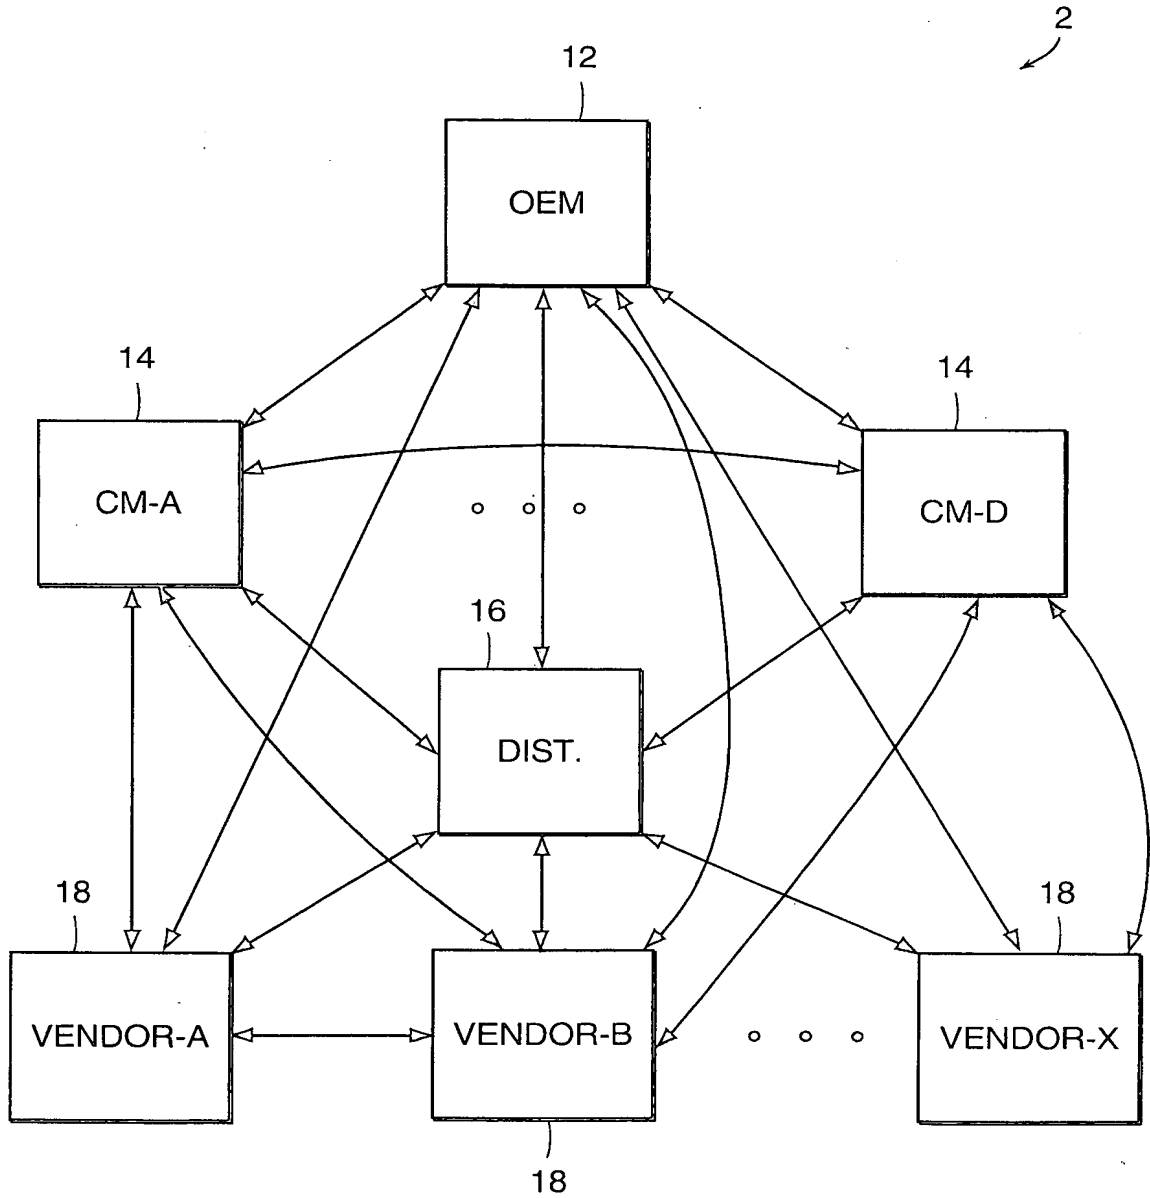 2
12
OEM
14
14
CM-A
CM-D
16
DIST.
18
18
VENDOR-A
VENDOR-B
VENDOR-X
18